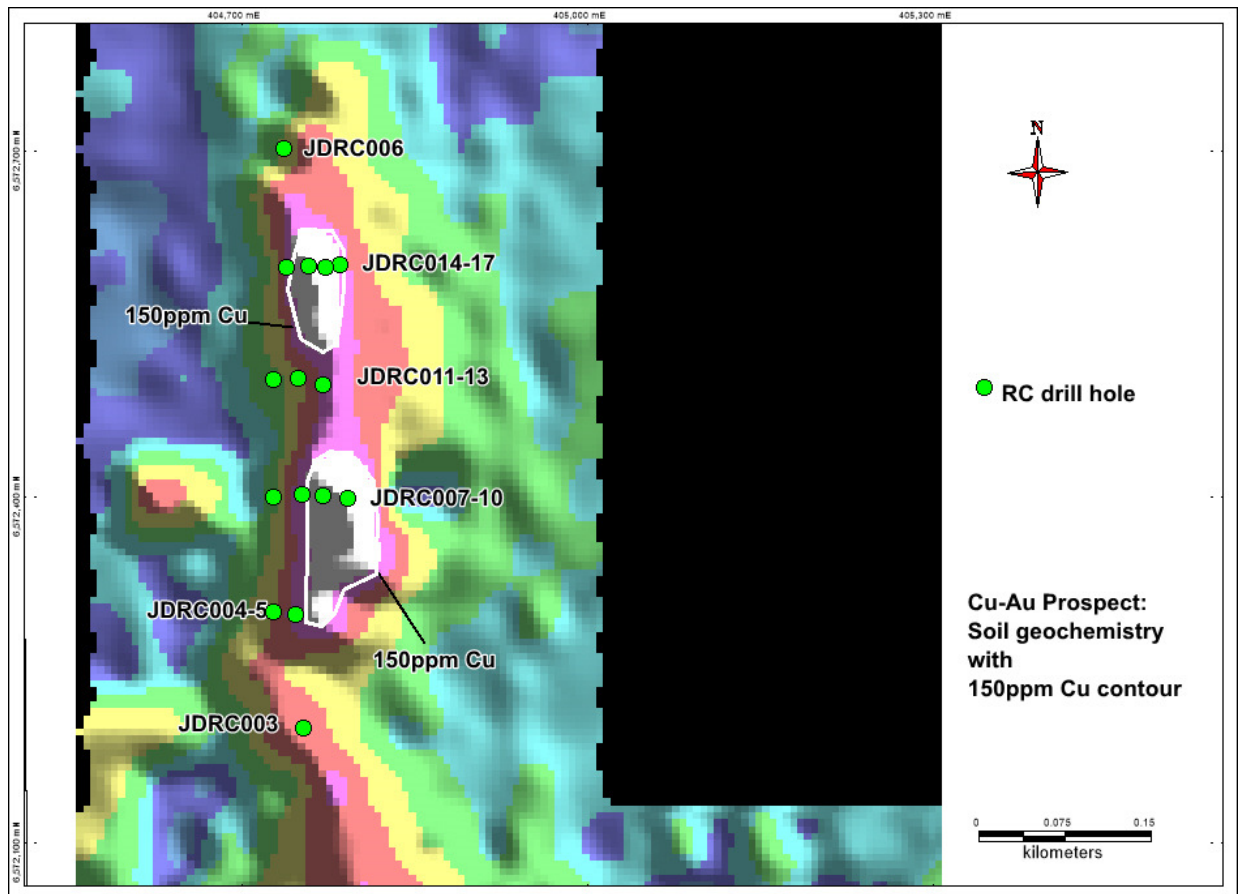 404,700 mE
405,000 mE
405,300 mE
6,572,700 mN
6,572,400 mN
6,572,100 mN
N
JDRC006
JDRC014-17
150ppm Cu
JDRC011-13
RC drill hole
JDRC007-10
JDRC004-5
150ppm Cu
JDRC003
Cu-Au Prospect:
Soil geochemistry
with
150ppm Cu contour
0 0.075 0.15
kilometers